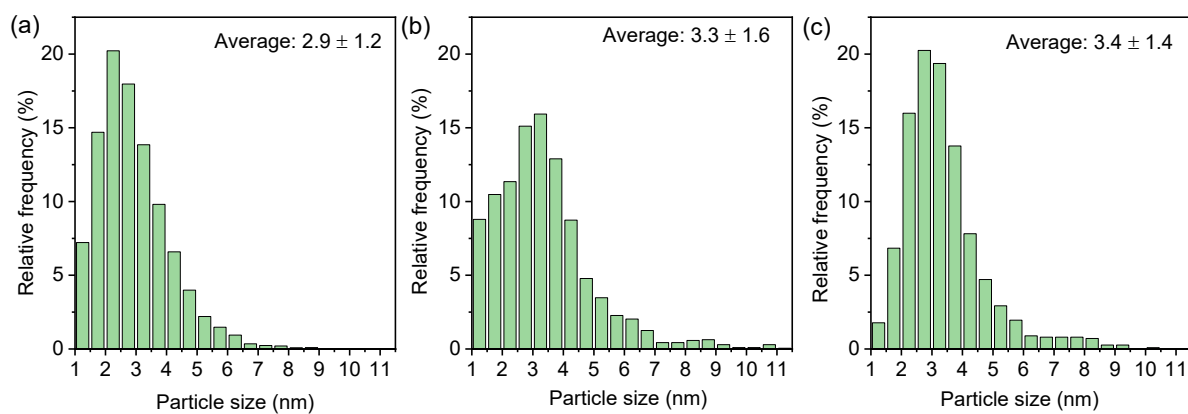 (a)
Average: 2.9 ± 1.2
Relative frequency (%)
20
15
10
5
0
1 2 3 4 5 6 7 8 9 10 11
Particle size (nm)
(b)
Average: 3.3 ± 1.6
Relative frequency (%)
20
15
10
5
0
1 2 3 4 5 6 7 8 9 10 11
Particle size (nm)
(c)
Average: 3.4 ± 1.4
Relative frequency (%)
20
15
10
5
0
1 2 3 4 5 6 7 8 9 10 11
Particle size (nm)